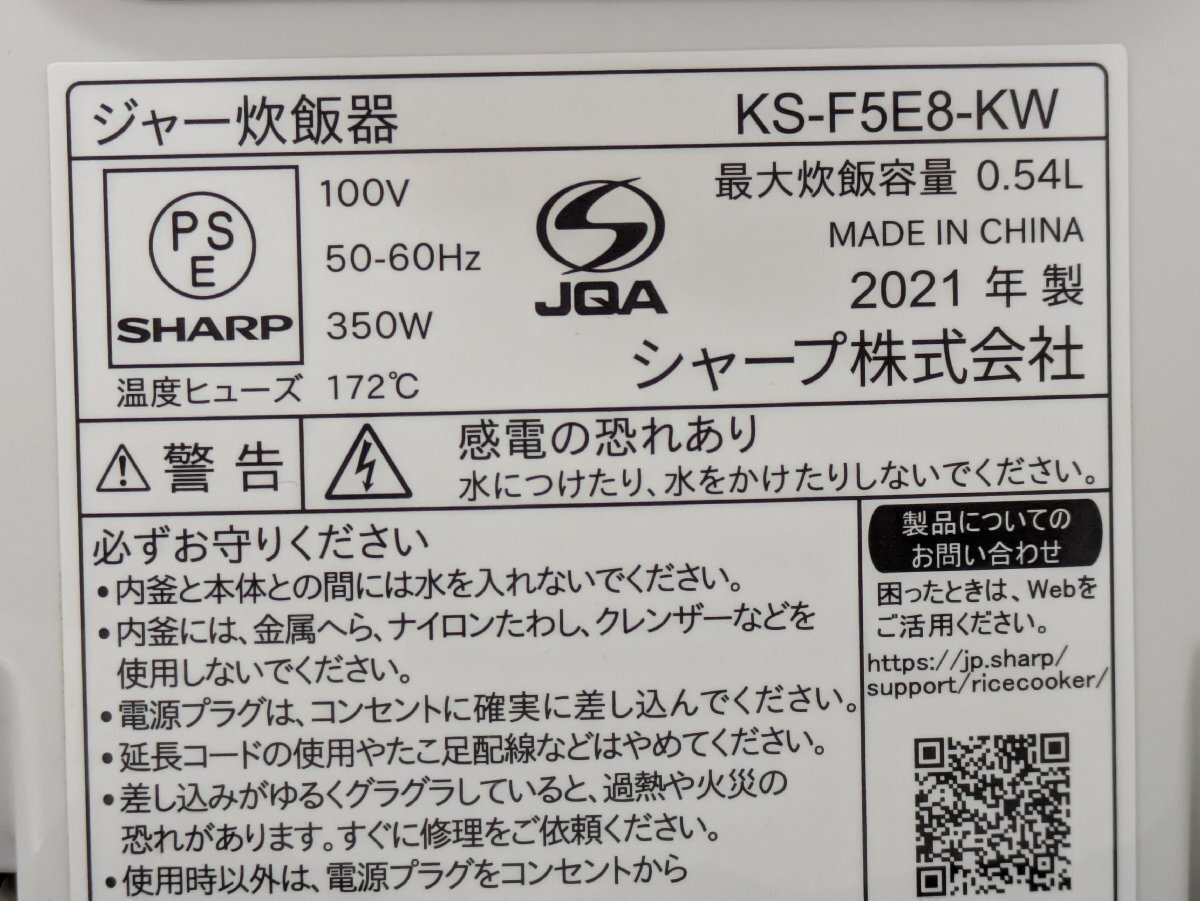 ジャー炊飯器 KS-F5E8-KW
PS
E
SHARP
100V
50-60Hz
350W
温度ヒューズ 172℃
JQA
最大炊飯容量 0.54L
MADE IN CHINA
2021 年 製
シャープ株式会社
警 告
感電の恐れあり
水につけたり、水をかけたりしないでください。
必ずお守りください
・内釜と本体との間には水を入れないでください。
・内釜には、金属へら、ナイロンたわし、クレンザーなどを
使用しないでください。
・電源プラグは、コンセントに確実に差し込んでください。
・延長コードの使用やたこ足配線などはやめてください。
・差し込みがゆるくグラグラしていると、過熱や火災の
恐れがあります。すぐに修理をご依頼ください。
・使用時以外は、電源プラグをコンセントから
製品についての
お問い合わせ
困ったときは、Webを
ご活用ください。
https://jp.sharp/
support/ricecooker/